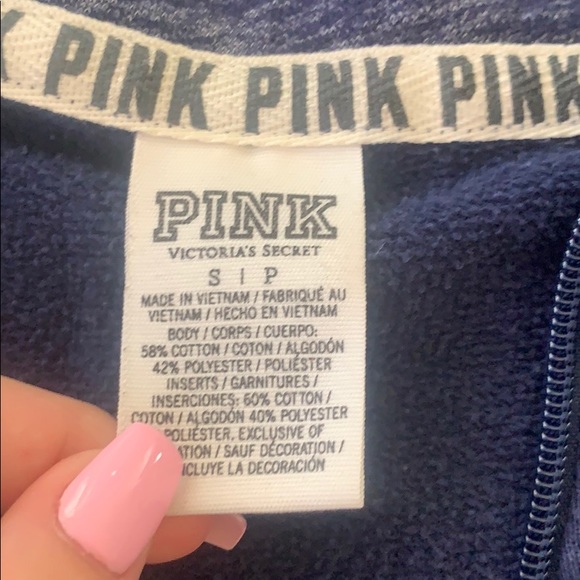 PINK PINK PINK
PINK
VICTORIA'S SECRET
S | P
MADE IN VIETNAM / FABRIQUÉ AU
VIETNAM / HECHO EN VIETNAM
BODY / CORPS / CUERPO:
58% COTTON / COTON / ALGODÓN
42% POLYESTER / POLIÉSTER
INSERTS / GARNITURES /
INSERCIONES: 60% COTTON /
COTON / ALGODÓN 40% POLYESTER
POLIÉSTER, EXCLUSIVE OF
/ SAUF DÉCORATION /
LA DECORACIÓN